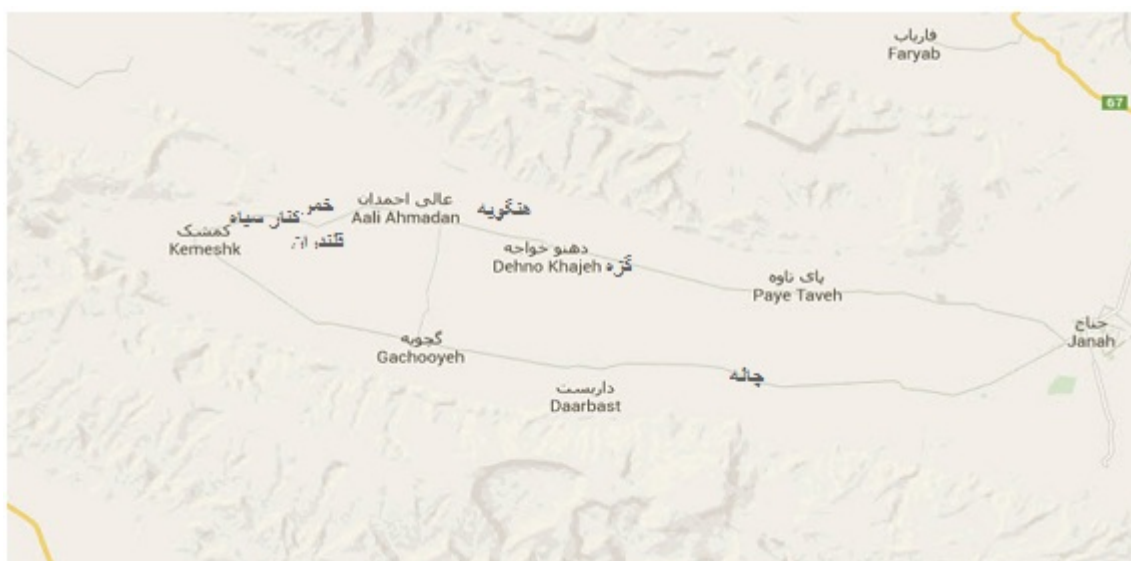 فاریاب
Faryab
67
عالی احمدان
Aali Ahmadan
خمر
کنار سیاه
هنگویه
کمشک
Kemeshk
قلندران
دهنو خواجه
Dehno Khajeh
گزه
پای تاوه
Paye Taveh
جناح
Janah
گچویه
Gachooyeh
چاله
داربست
Daarbast